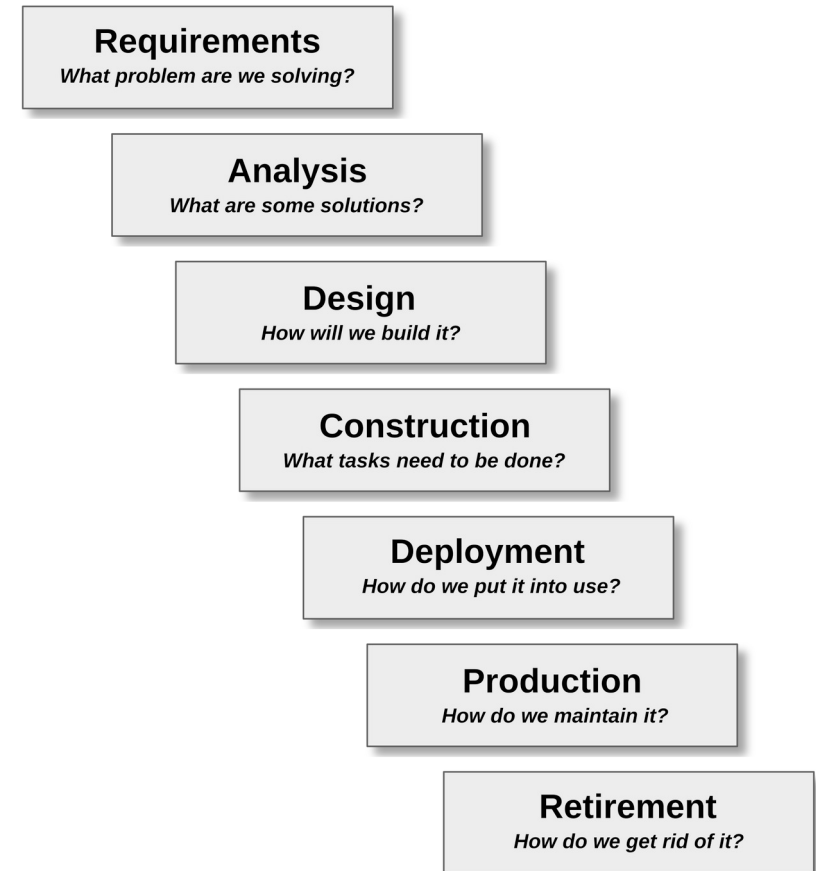 Requirements
What problem are we solving?
Analysis
What are some solutions?
Design
How will we build it?
Construction
What tasks need to be done?
Deployment
How do we put it into use?
Production
How do we maintain it?
Retirement
How do we get rid of it?